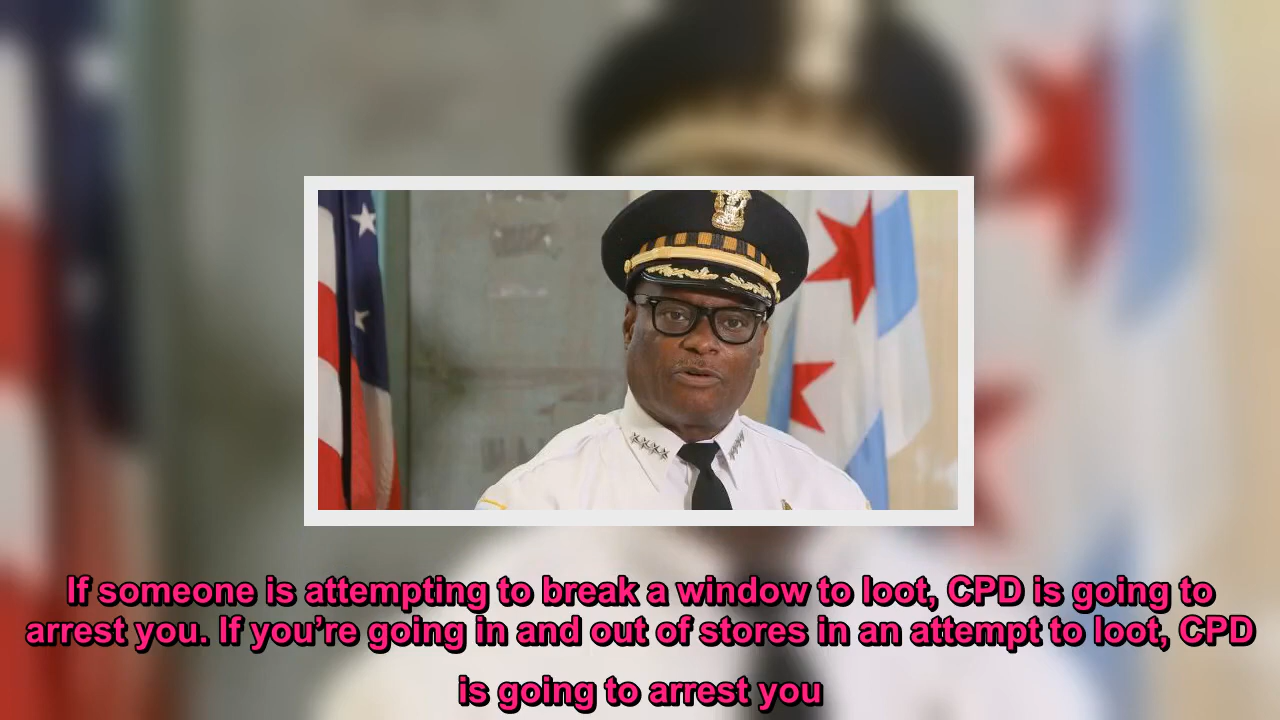 If someone is attempting to break a window to loot, CPD is going to
arrest you. If you’re going in and out of stores in an attempt to loot, CPD
is going to arrest you